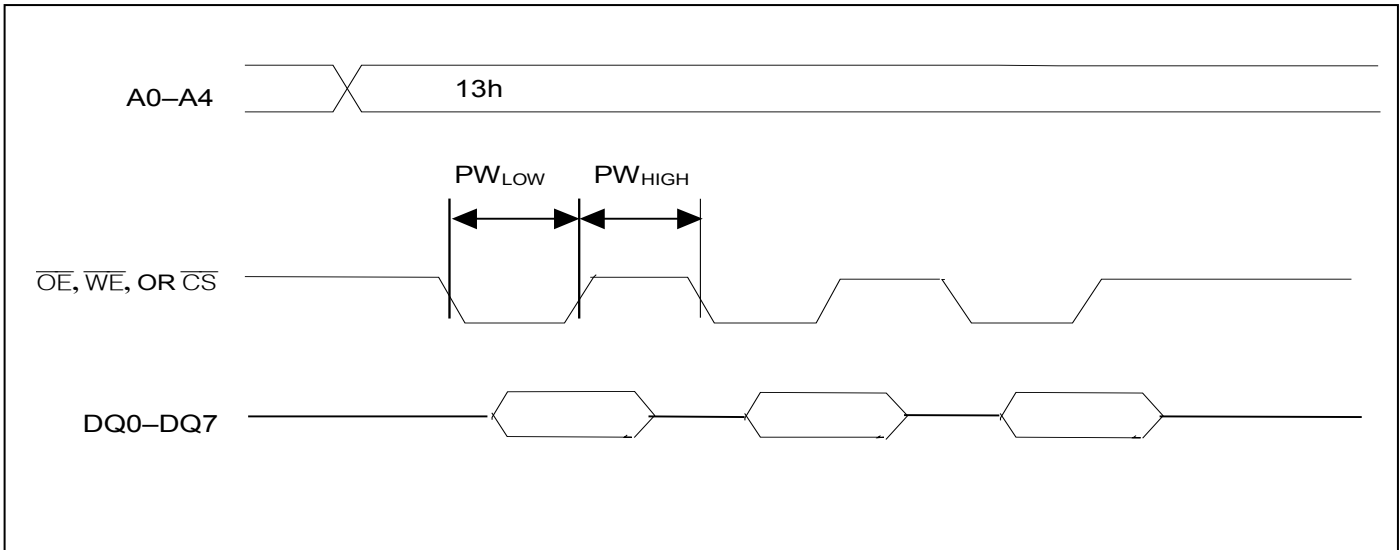 A0–A4
13h
PWLOW PWHIGH
OE, WE, OR CS
DQ0–DQ7